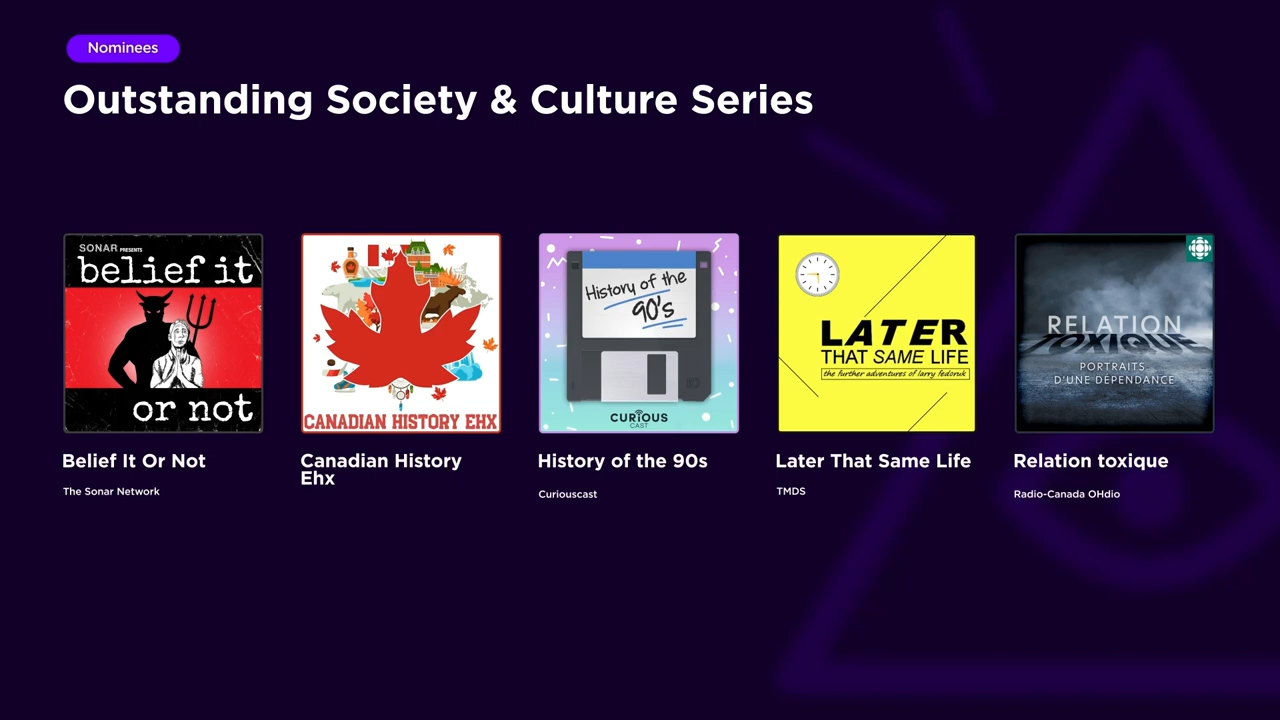 Nominees
Outstanding Society & Culture Series
SONAR PRESENTS
belief it
or not
CANADIAN HISTORY EHX
History of the
90's
CURIOUS
CAST
LATER
THAT SAME LIFE
the further adventures of larry fedoruk
RELATION
TOXIQUE
PORTRAITS
D'UNE DÉPENDANCE
Belief It Or Not
The Sonar Network
Canadian History
Ehx
History of the 90s
Curiouscast
Later That Same Life
TMDS
Relation toxique
Radio-Canada OHdio